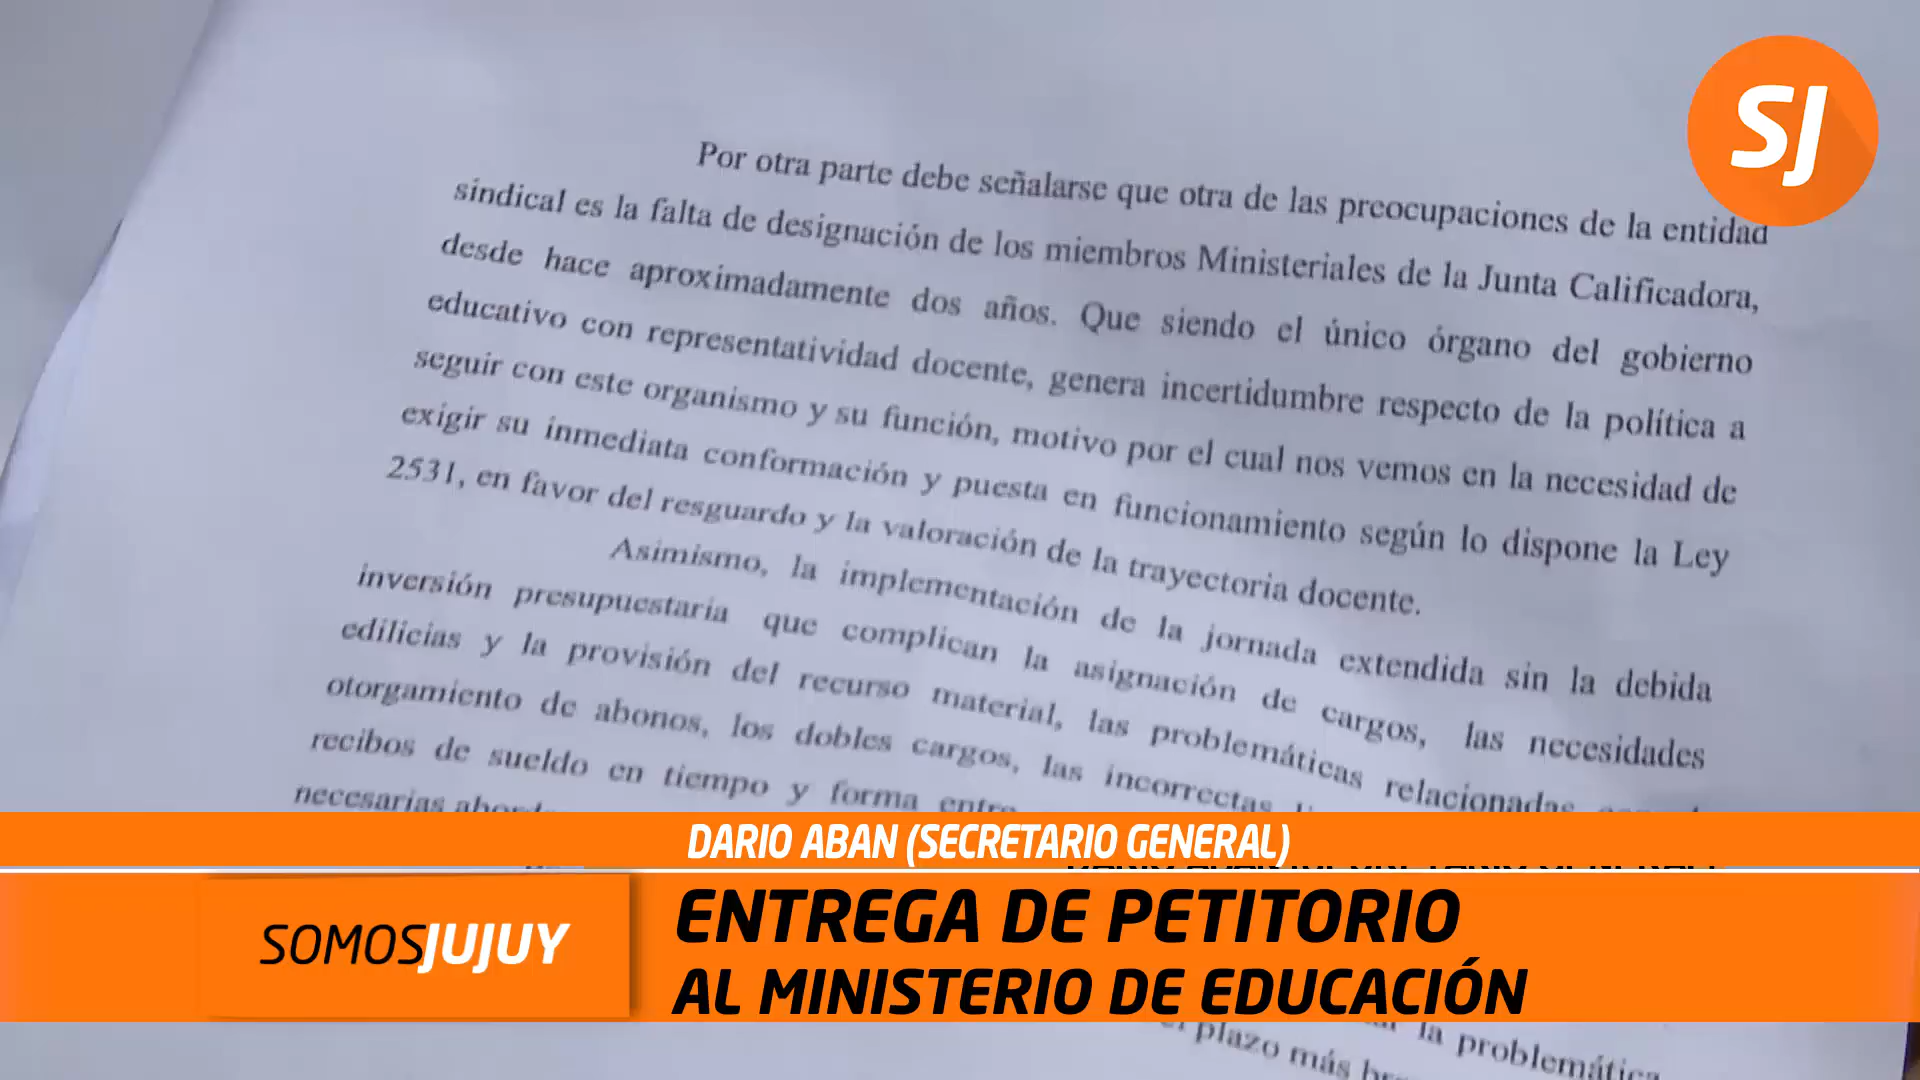 SJ
Por otra parte debe señalarse que otra de las preocupaciones de la entidad
sindical es la falta de designación de los miembros Ministeriales de la Junta Calificadora,
desde hace aproximadamente dos años. Que siendo el único órgano del gobierno
educativo con representatividad docente, genera incertidumbre respecto de la política a
seguir con este organismo y su función, motivo por el cual nos vemos en la necesidad de
exigir su inmediata conformación y puesta en funcionamiento según lo dispone la Ley
2531, en favor del resguardo y la valoración de la trayectoria docente.
Asimismo, la implementación de la jornada extendida sin la debida
inversión presupuestaria que complican la asignación de cargos, las necesidades
edilicias y la provisión del recurso material, las problemáticas relacionadas
otorgamiento de abonos, los dobles cargos, las incorrectas
recibos de sueldo en tiempo y forma
necesarias
DARIO ABAN (SECRETARIO GENERAL)
SOMOSJUJUY
ENTREGA DE PETITORIO
AL MINISTERIO DE EDUCACIÓN
la problemática
plazo más